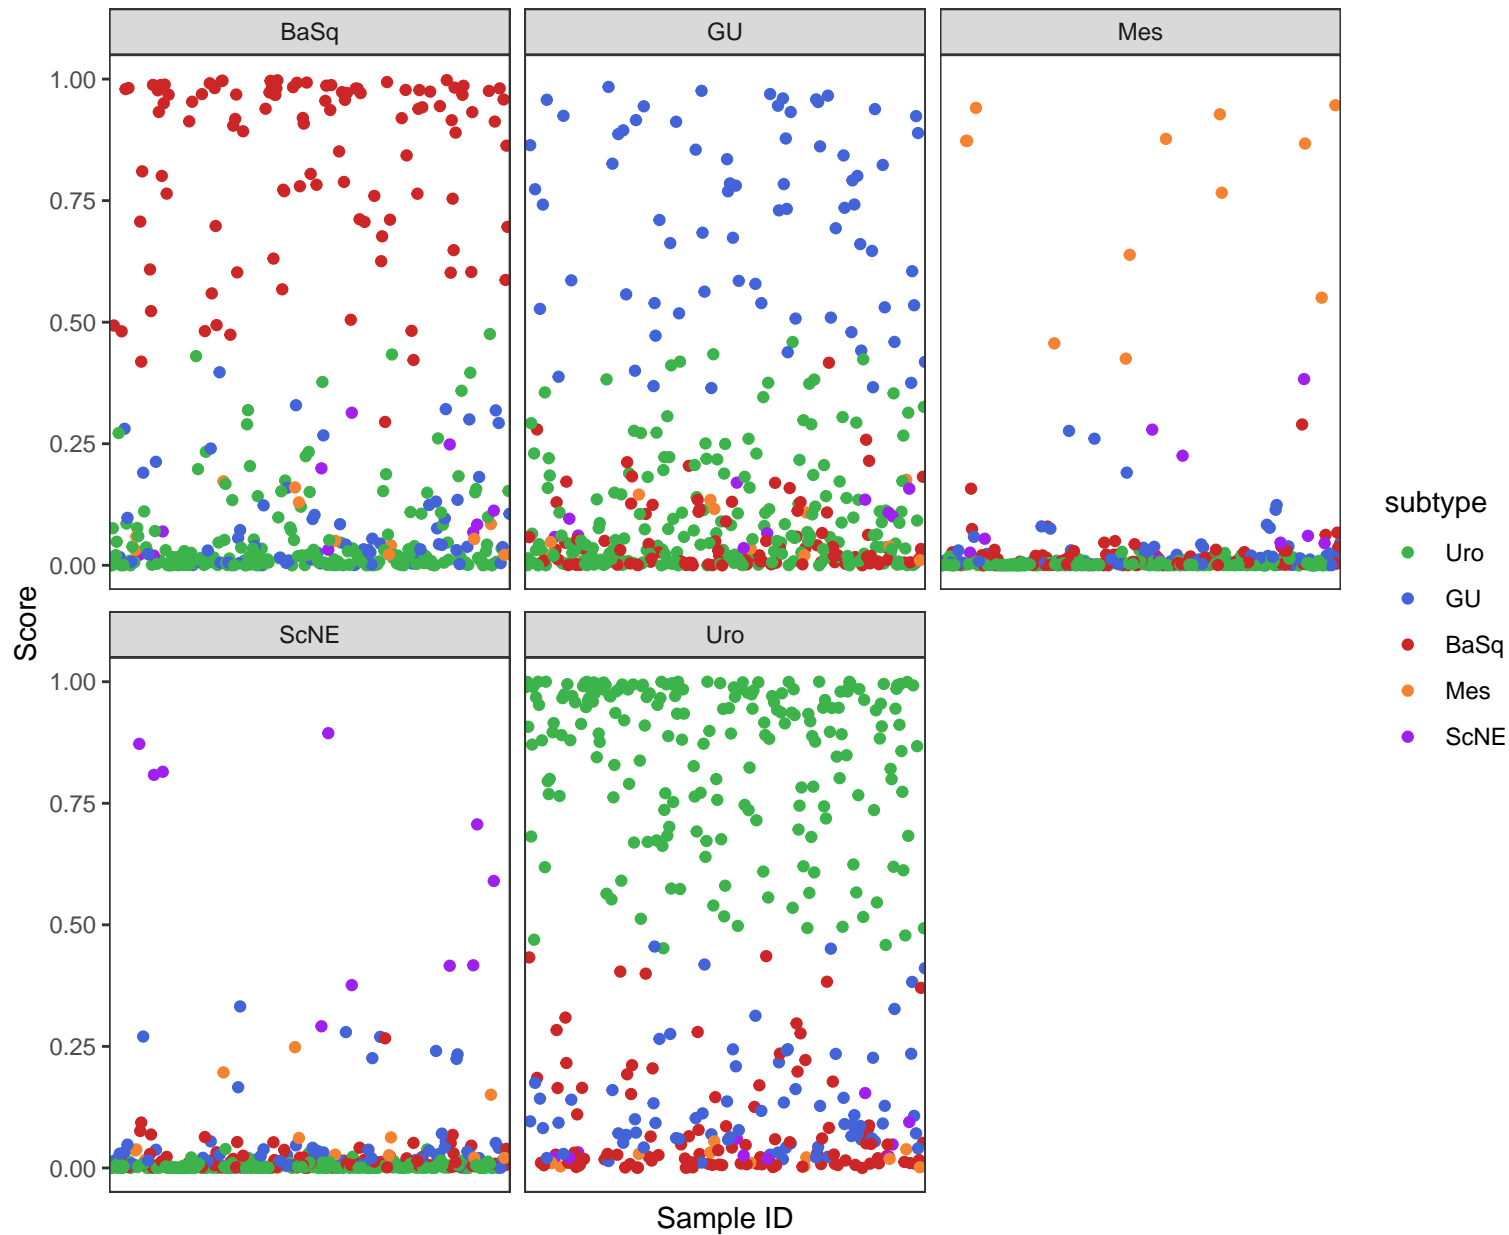 BaSq GU Mes
1.00
0.75
0.50
0.25
0.00
ScNE Uro
1.00
0.75
0.50
0.25
0.00
Score
Sample ID
subtype
Uro
GU
BaSq
Mes
ScNE